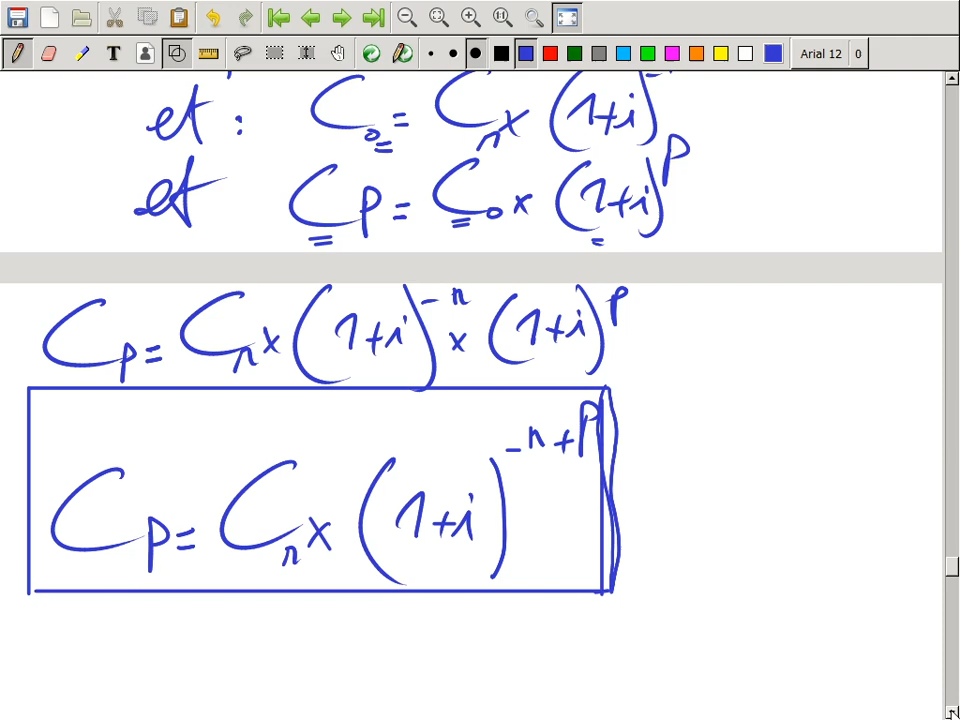 Arial 12 0
et : C₀ = Cₙ x (1+i)⁻
et Cp = C₀ x (1+i)ᴾ
Cp = Cₙ x (1+i)⁻ⁿ x (1+i)ᴾ
Cp = Cₙ x (1+i)⁻ⁿ⁺ᴾ